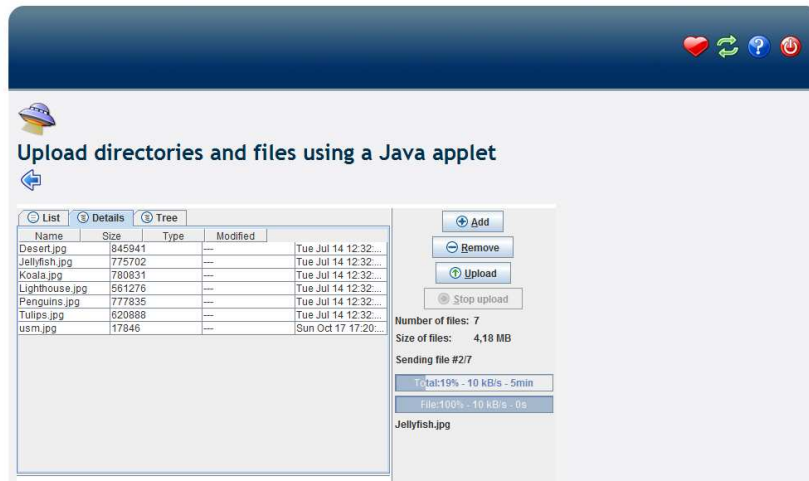 Upload directories and files using a Java applet
List Details Tree
Name Size Type Modified
Desert.jpg 845941 --- Tue Jul 14 12:32:...
Jellyfish.jpg 775702 --- Tue Jul 14 12:32:...
Koala.jpg 780831 --- Tue Jul 14 12:32:...
Lighthouse.jpg 561276 --- Tue Jul 14 12:32:...
Penguins.jpg 777835 --- Tue Jul 14 12:32:...
Tulips.jpg 620888 --- Tue Jul 14 12:32:...
usm.jpg 17846 --- Sun Oct 17 17:20:...
Add
Remove
Upload
Stop upload
Number of files: 7
Size of files: 4,18 MB
Sending file #2/7
Total:19% - 10 kB/s - 5min
File:100% - 10 kB/s - 0s
Jellyfish.jpg